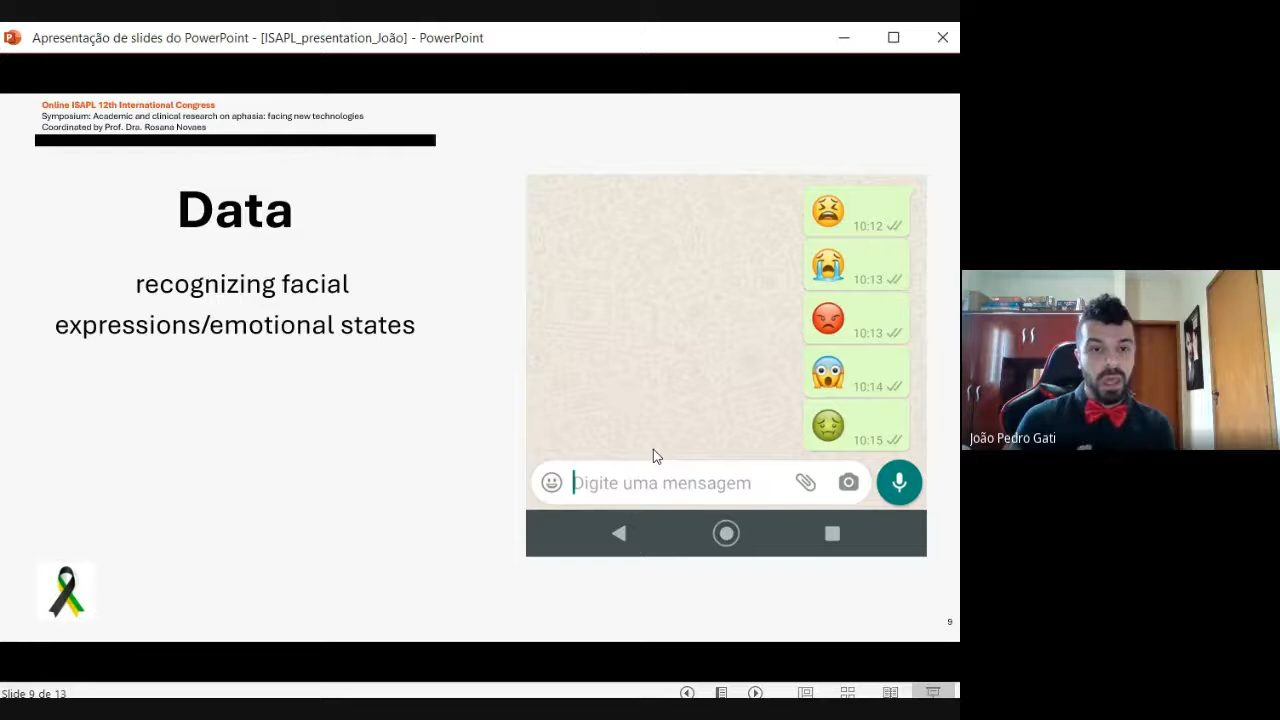 Apresentação de slides do PowerPoint - [ISAPL_presentation_João] - PowerPoint
Online ISAPL 12th International Congress
Symposium: Academic and clinical research on aphasia: facing new technologies
Coordinated by Prof. Dra. Rosana Novaes
Data
recognizing facial
expressions/emotional states
10:12
10:13
10:13
10:14
10:15
Digite uma mensagem
João Pedro Gati
9
Slide 9 de 13